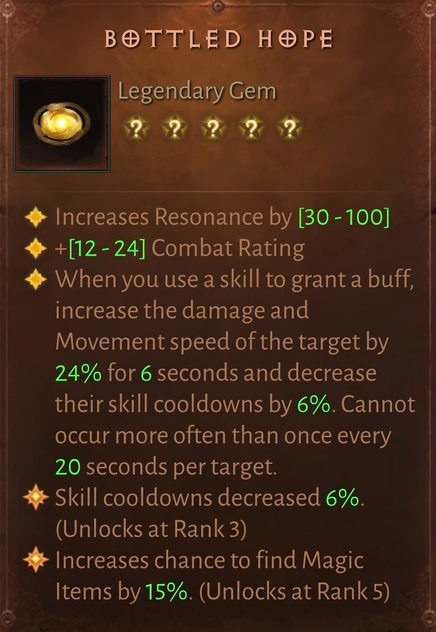 BOTTLED HOPE
Legendary Gem
? ? ? ? ?
Increases Resonance by [30 - 100]
+[12 - 24] Combat Rating
When you use a skill to grant a buff,
increase the damage and
Movement speed of the target by
24% for 6 seconds and decrease
their skill cooldowns by 6%. Cannot
occur more often than once every
20 seconds per target.
Skill cooldowns decreased 6%.
(Unlocks at Rank 3)
Increases chance to find Magic
Items by 15%. (Unlocks at Rank 5)